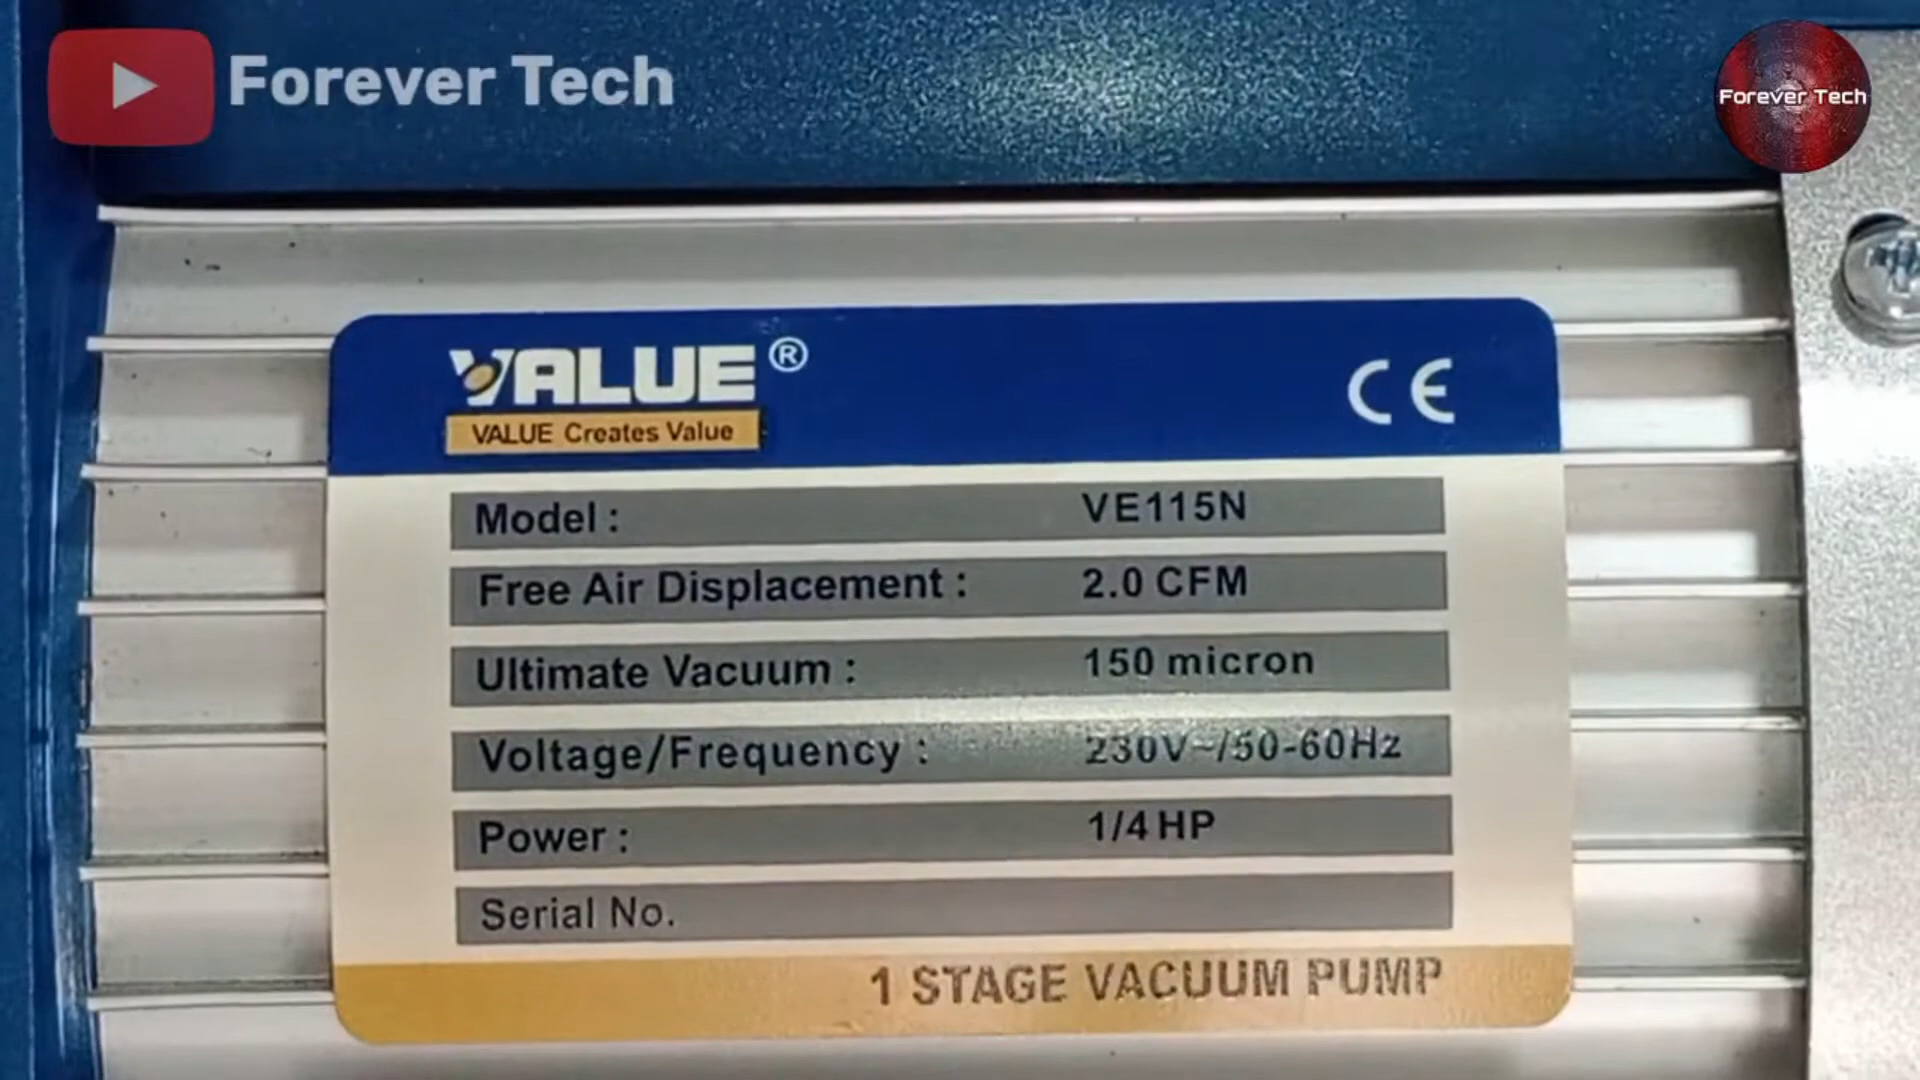 Forever Tech
Forever Tech
VALUE®
VALUE Creates Value
CE
Model : VE115N
Free Air Displacement : 2.0 CFM
Ultimate Vacuum : 150 micron
Voltage/Frequency : 230V~/50-60Hz
Power : 1/4 HP
Serial No.
1 STAGE VACUUM PUMP